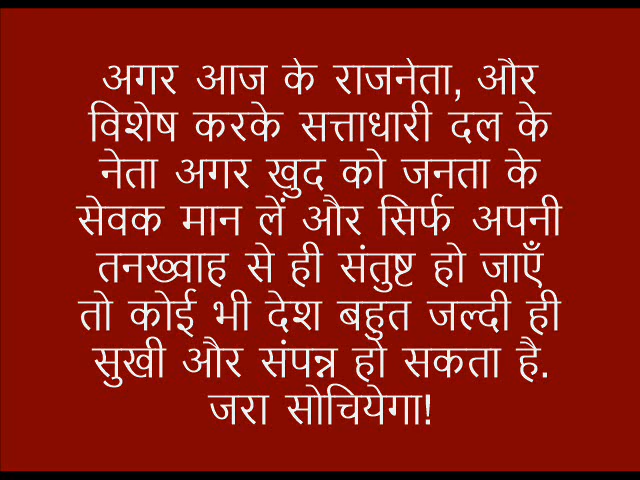 अगर आज के राजनेता, और
विशेष करके सत्ताधारी दल के
नेता अगर खुद को जनता के
सेवक मान लें और सिर्फ अपनी
तनख्वाह से ही संतुष्ट हो जाएँ
तो कोई भी देश बहुत जल्दी ही
सुखी और संपन्न हो सकता है.
जरा सोचियेगा!